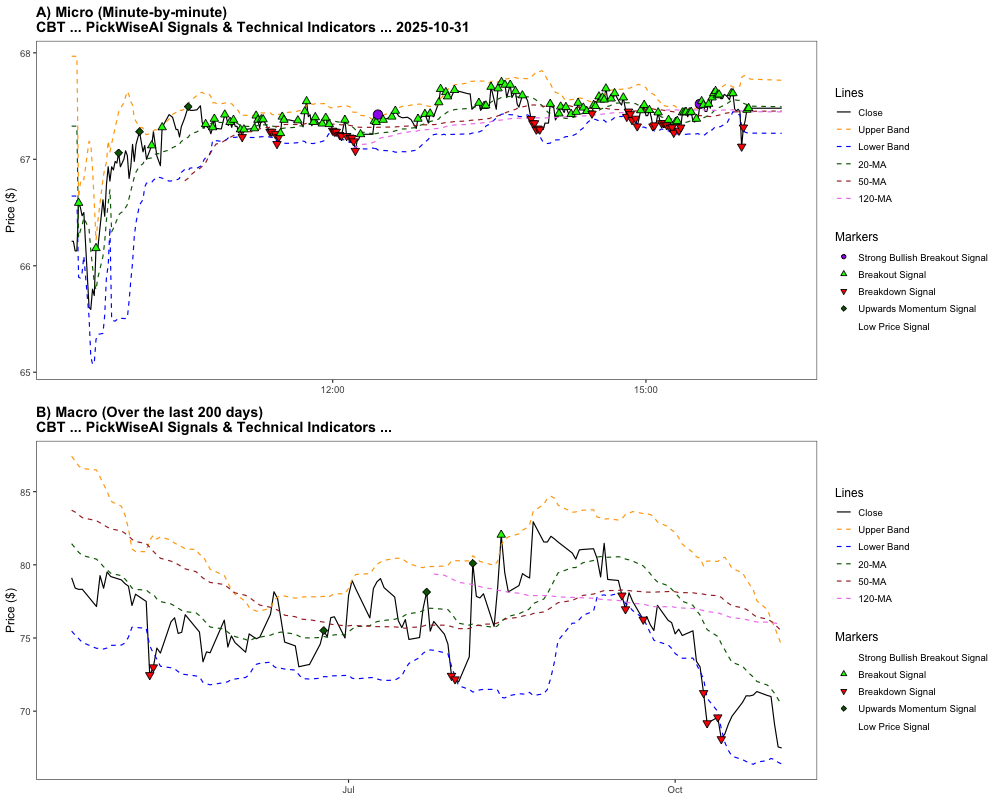 A) Micro (Minute-by-minute)
CBT ... PickWiseAI Signals & Technical Indicators ... 2025-10-31
68
67
66
65
Price ($)
12:00
15:00
Lines
Close
Upper Band
Lower Band
20-MA
50-MA
120-MA
Markers
Strong Bullish Breakout Signal
Breakout Signal
Breakdown Signal
Upwards Momentum Signal
Low Price Signal
B) Macro (Over the last 200 days)
CBT ... PickWiseAI Signals & Technical Indicators ...
85
80
75
70
Price ($)
Jul
Oct
Lines
Close
Upper Band
Lower Band
20-MA
50-MA
120-MA
Markers
Strong Bullish Breakout Signal
Breakout Signal
Breakdown Signal
Upwards Momentum Signal
Low Price Signal